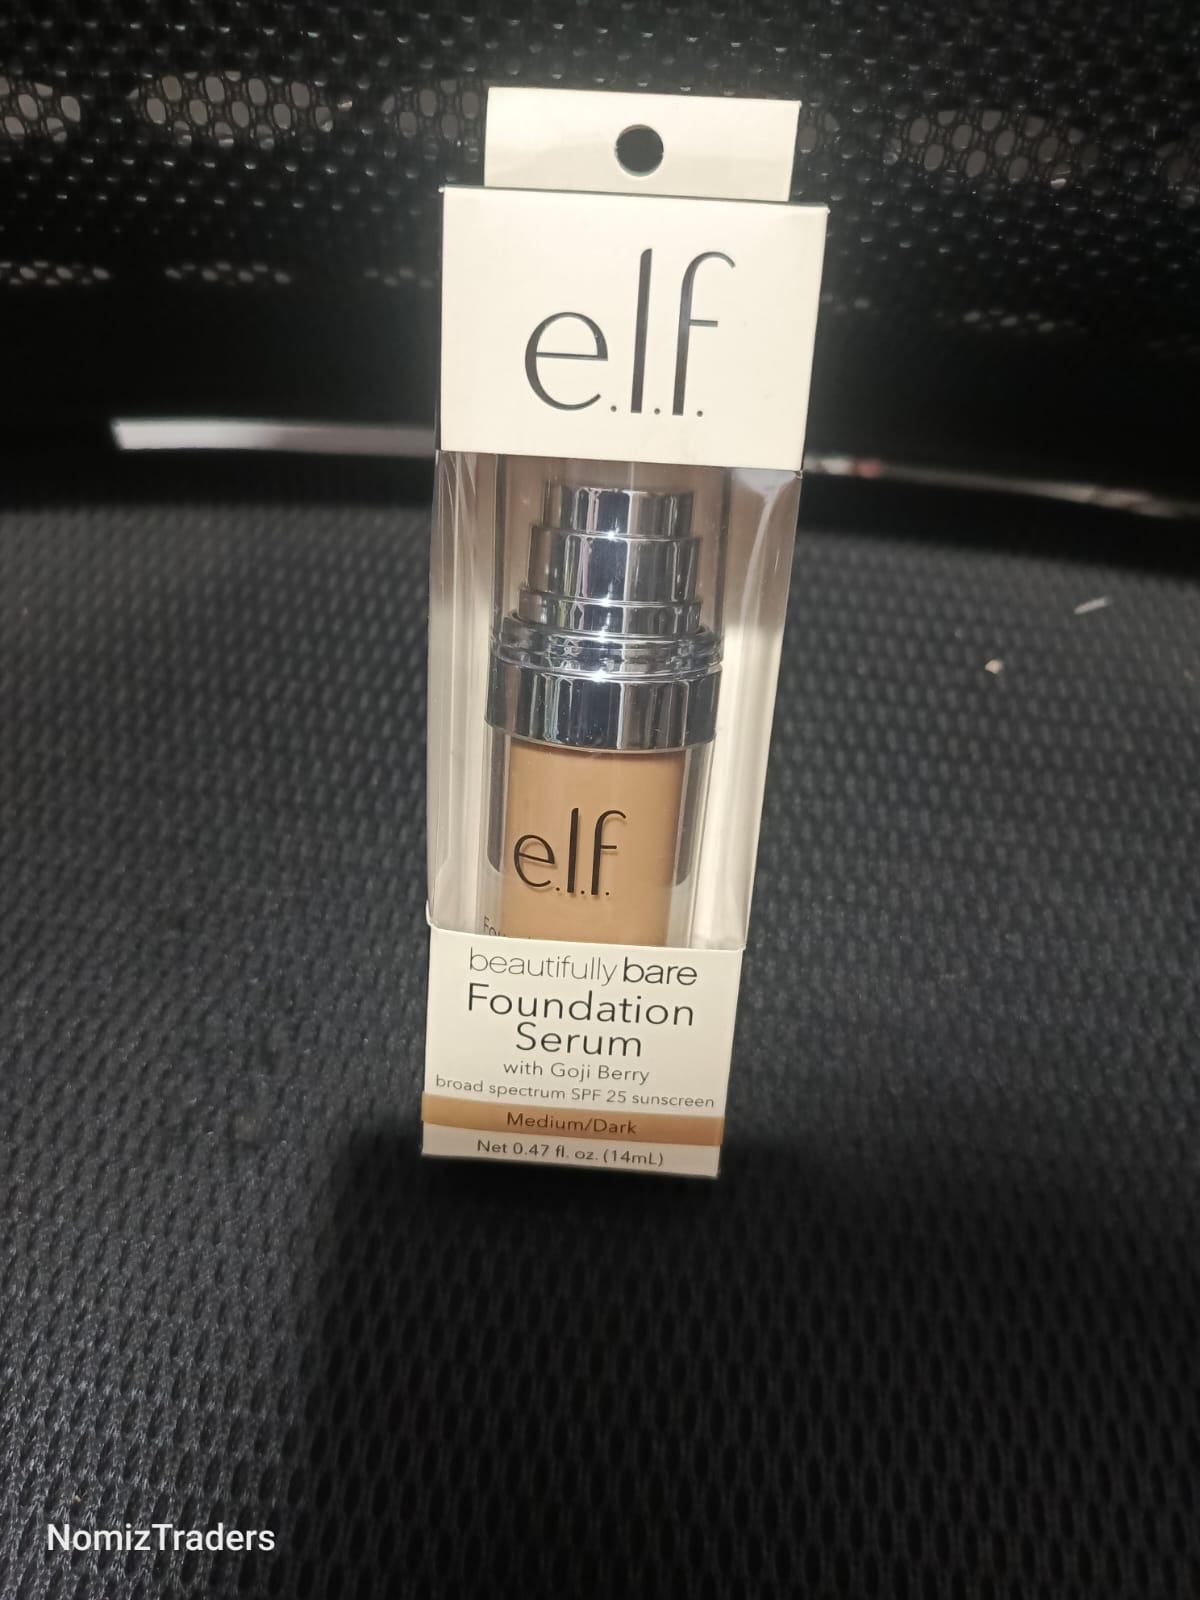 e.l.f.
e.l.f.
beautifully bare
Foundation
Serum
with Goji Berry
broad spectrum SPF 25 sunscreen
Medium/Dark
Net 0.47 fl. oz. (14mL)
NomizTraders